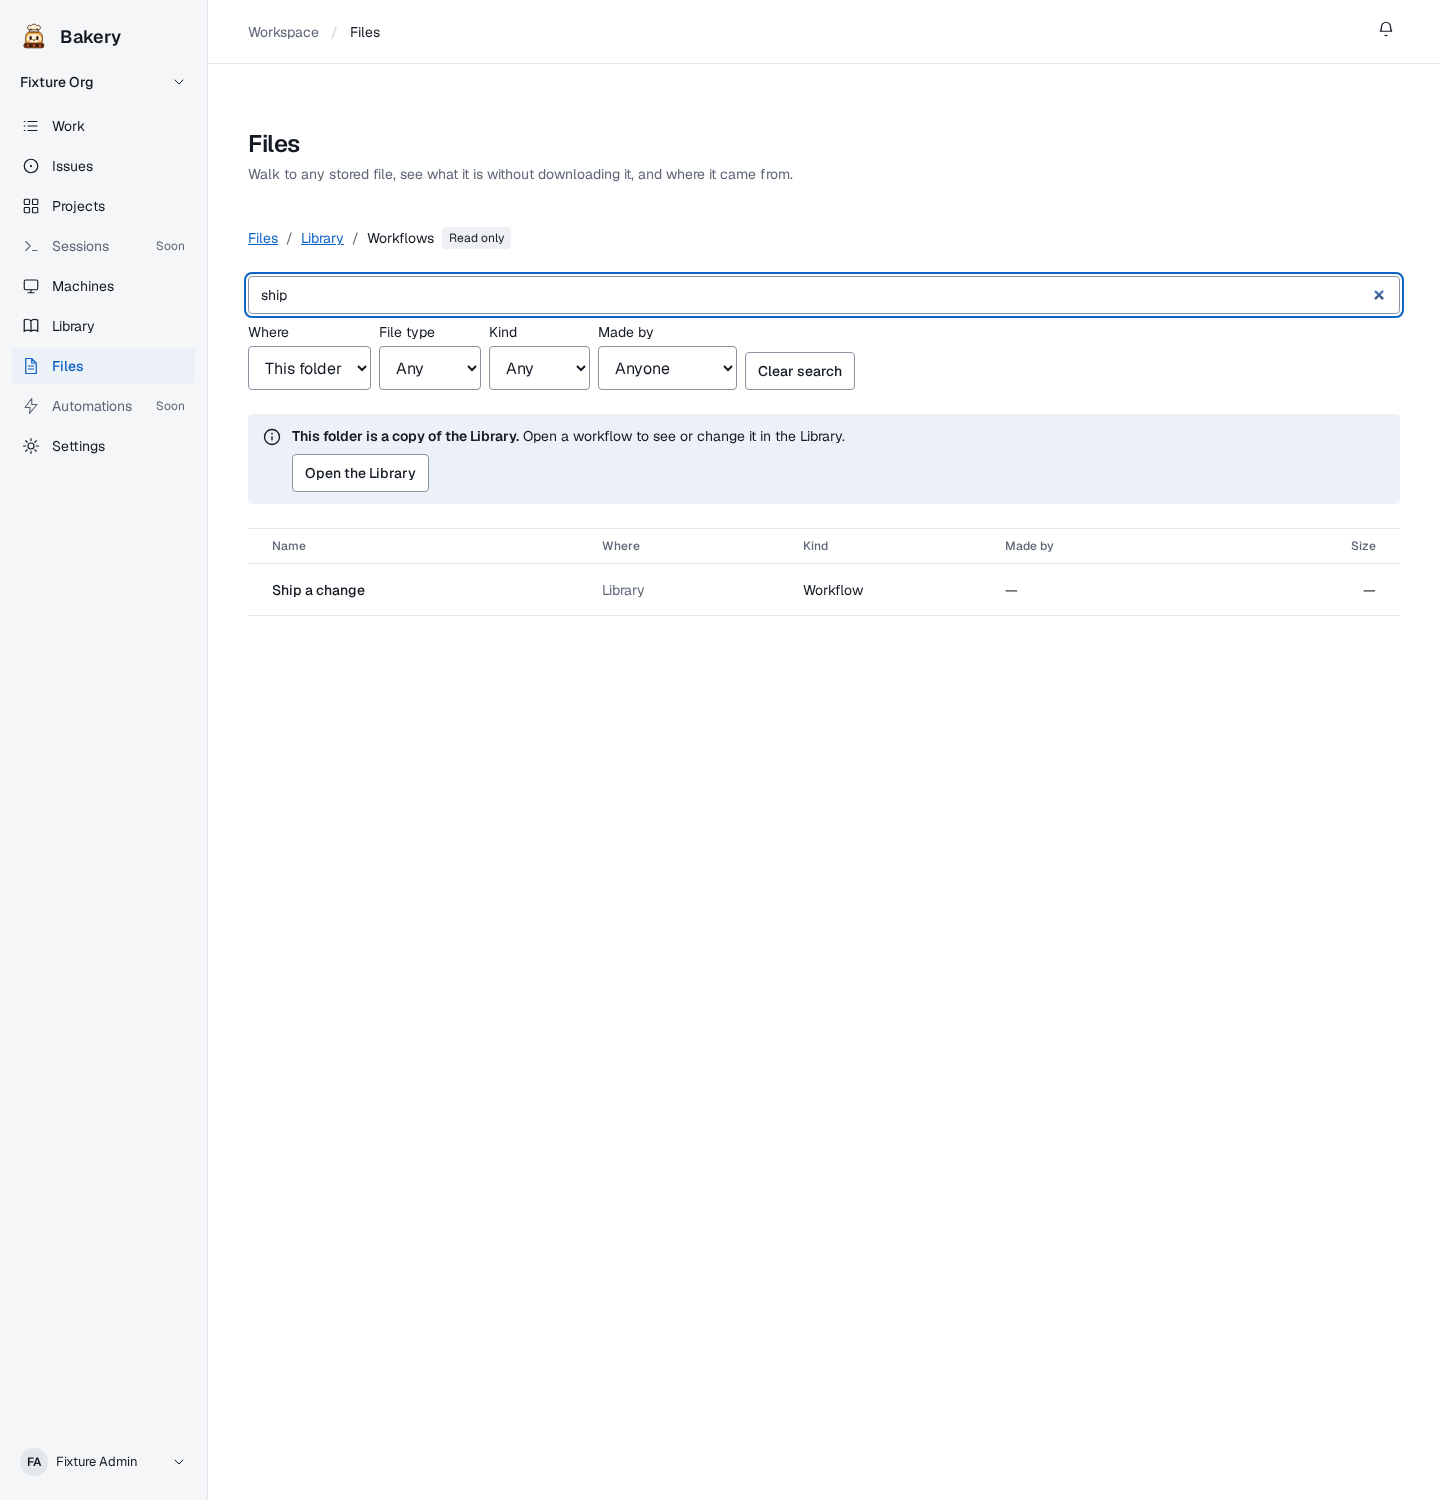 Bakery
Fixture Org
Work
Issues
Projects
Sessions Soon
Machines
Library
Files
Automations Soon
Settings
FA Fixture Admin
Workspace / Files
Files
Walk to any stored file, see what it is without downloading it, and where it came from.
Files / Library / Workflows Read only
ship
Where File type Kind Made by
This folder Any Any Anyone Clear search
This folder is a copy of the Library. Open a workflow to see or change it in the Library.
Open the Library
Name Where Kind Made by Size
Ship a change Library Workflow — —